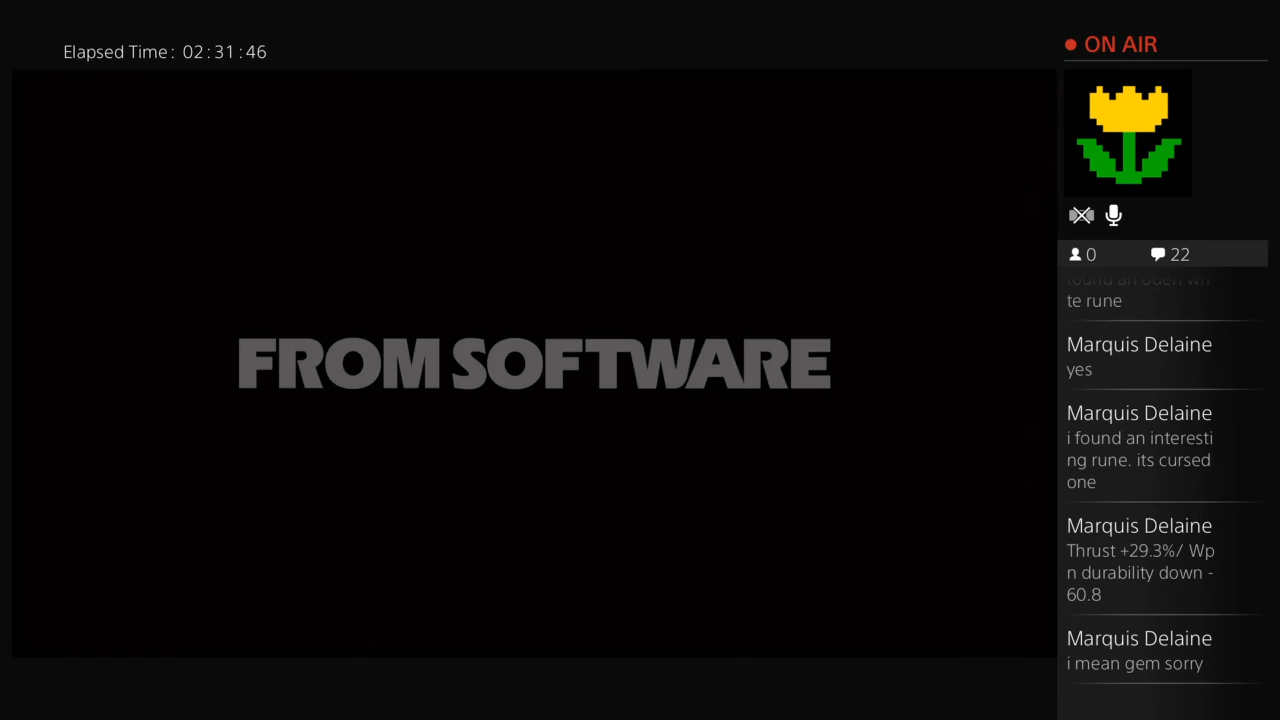 Elapsed Time: 02:31:46
ON AIR
FROM SOFTWARE
0
22
te rune
Marquis Delaine
yes
Marquis Delaine
i found an interesti
ng rune. its cursed
one
Marquis Delaine
Thrust +29.3%/ Wp
n durability down -
60.8
Marquis Delaine
i mean gem sorry